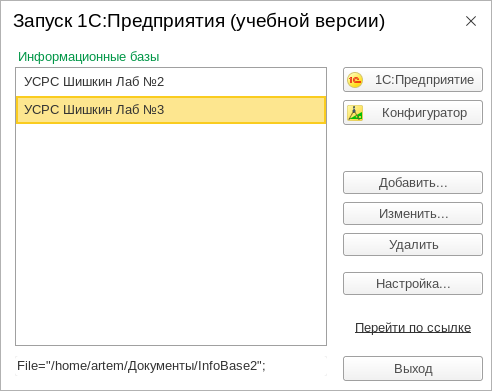 Запуск 1С:Предприятия (учебной версии)
Информационные базы
УСРС Шишкин Лаб №2
УСРС Шишкин Лаб №3
1С:Предприятие
Конфигуратор
Добавить...
Изменить...
Удалить
Настройка...
Перейти по ссылке
File="/home/artem/Документы/InfoBase2";
Выход